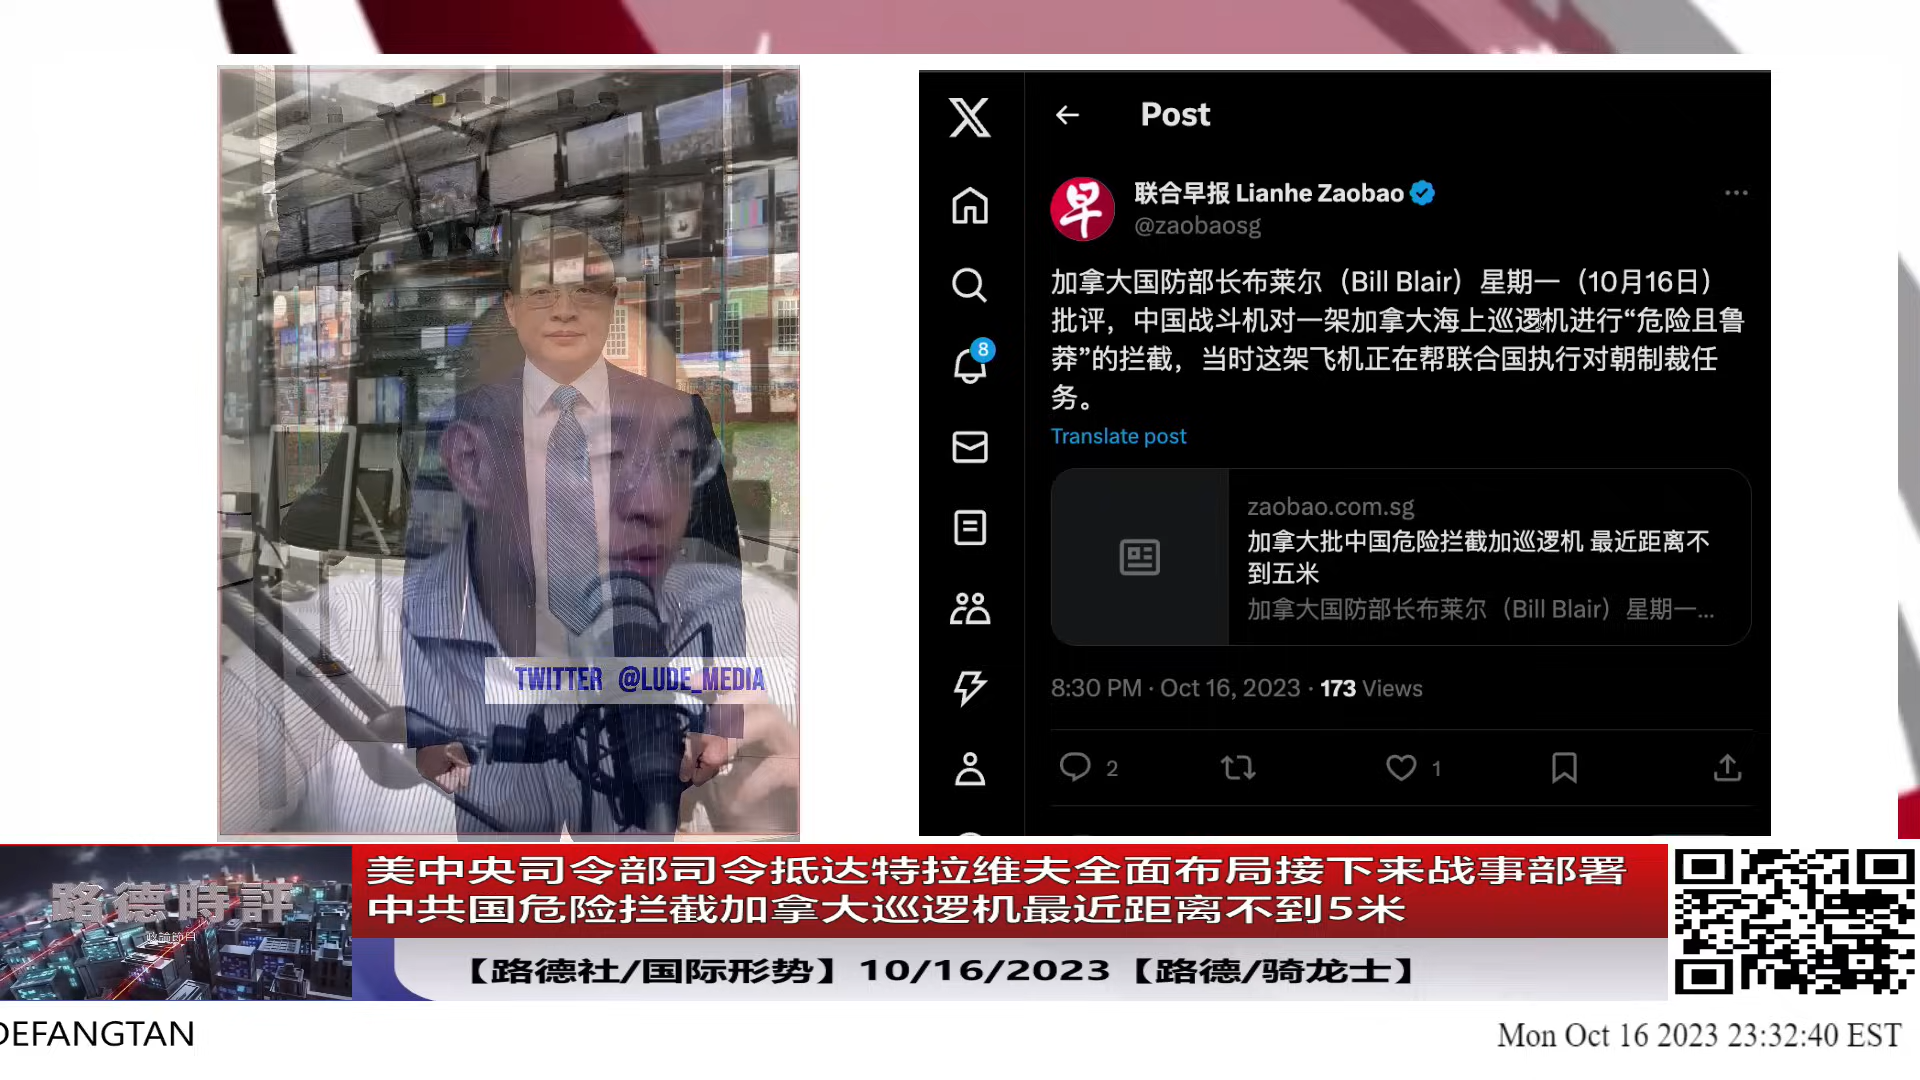 Post
联合早报 Lianhe Zaobao
@zaobaosg
加拿大国防部长布莱尔（Bill Blair）星期一（10月16日）
批评，中国战斗机对一架加拿大海上巡逻机进行“危险且鲁
莽”的拦截，当时这架飞机正在帮联合国执行对朝制裁任
务。
Translate post
zaobao.com.sg
加拿大批中国危险拦截加巡逻机 最近距离不
到五米
加拿大国防部长布莱尔（Bill Blair）星期一...
8:30 PM · Oct 16, 2023 · 173 Views
2
1
8
早
TWITTER @LUDE_MEDIA
路德時評
政論節目
美中央司令部司令抵达特拉维夫全面布局接下来战事部署
中共国危险拦截加拿大巡逻机最近距离不到5米
【路德社/国际形势】10/16/2023【路德/骑龙士】
DEFANGTAN
Mon Oct 16 2023 23:32:40 EST